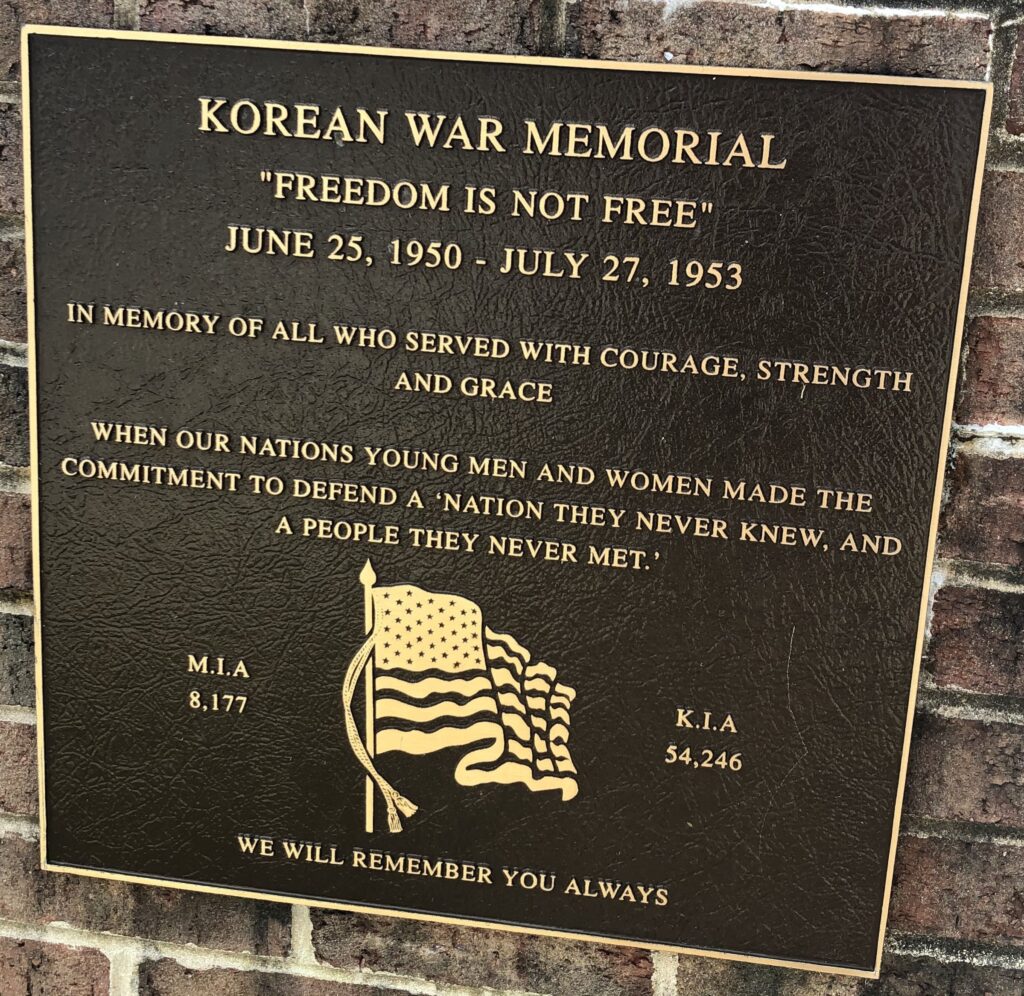 KOREAN WAR MEMORIAL
"FREEDOM IS NOT FREE"
JUNE 25, 1950 - JULY 27, 1953
IN MEMORY OF ALL WHO SERVED WITH COURAGE, STRENGTH
AND GRACE
WHEN OUR NATIONS YOUNG MEN AND WOMEN MADE THE
COMMITMENT TO DEFEND A ‘NATION THEY NEVER KNEW, AND
A PEOPLE THEY NEVER MET.’
M.I.A
8,177
K.I.A
54,246
WE WILL REMEMBER YOU ALWAYS